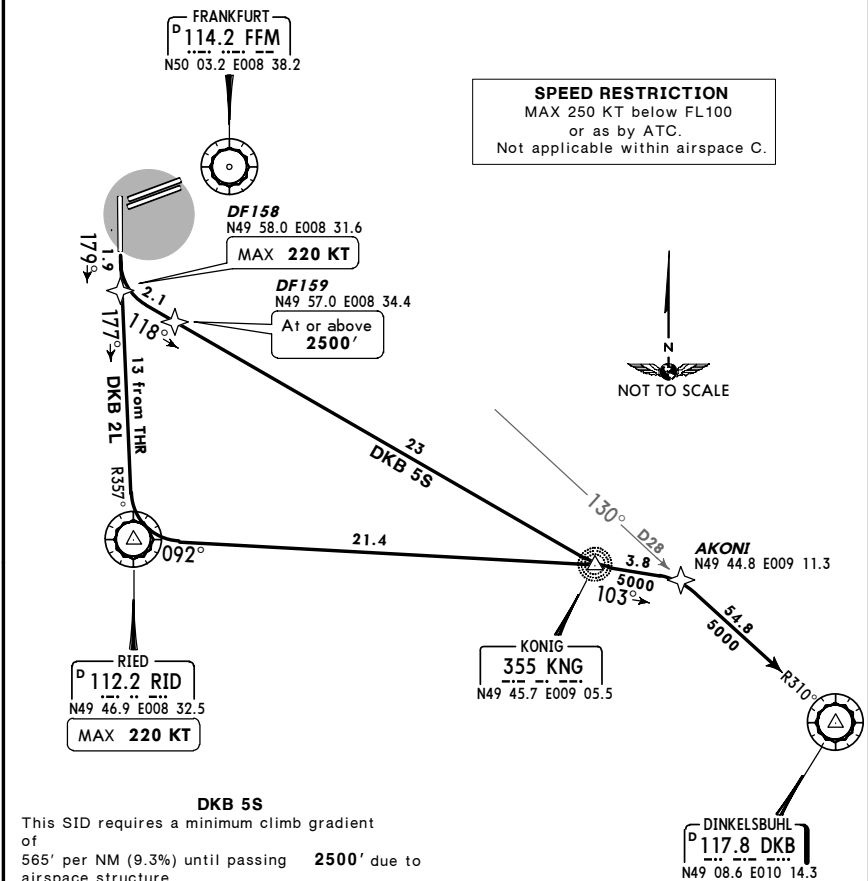 FRANKFURT
D 114.2 FFM
N50 03.2 E008 38.2
SPEED RESTRICTION
MAX 250 KT below FL100
or as by ATC.
Not applicable within airspace C.
DF158
N49 58.0 E008 31.6
MAX 220 KT
1.9
179°
DF159
N49 57.0 E008 34.4
At or above
2500'
2.1
118°
177°
DKB 2L
13 from THR
N
NOT TO SCALE
23
DKB 5S
R357°
092°
21.4
130°
D28
AKONI
N49 44.8 E009 11.3
3.8
5000
103°
54.8
5000
R310°
KONIG
355 KNG
N49 45.7 E009 05.5
RIED
D 112.2 RID
N49 46.9 E008 32.5
MAX 220 KT
DKB 5S
This SID requires a minimum climb gradient
of
565' per NM (9.3%) until passing 2500' due to
airspace structure
DINKELSBUHL
D 117.8 DKB
N49 08.6 E010 14.3